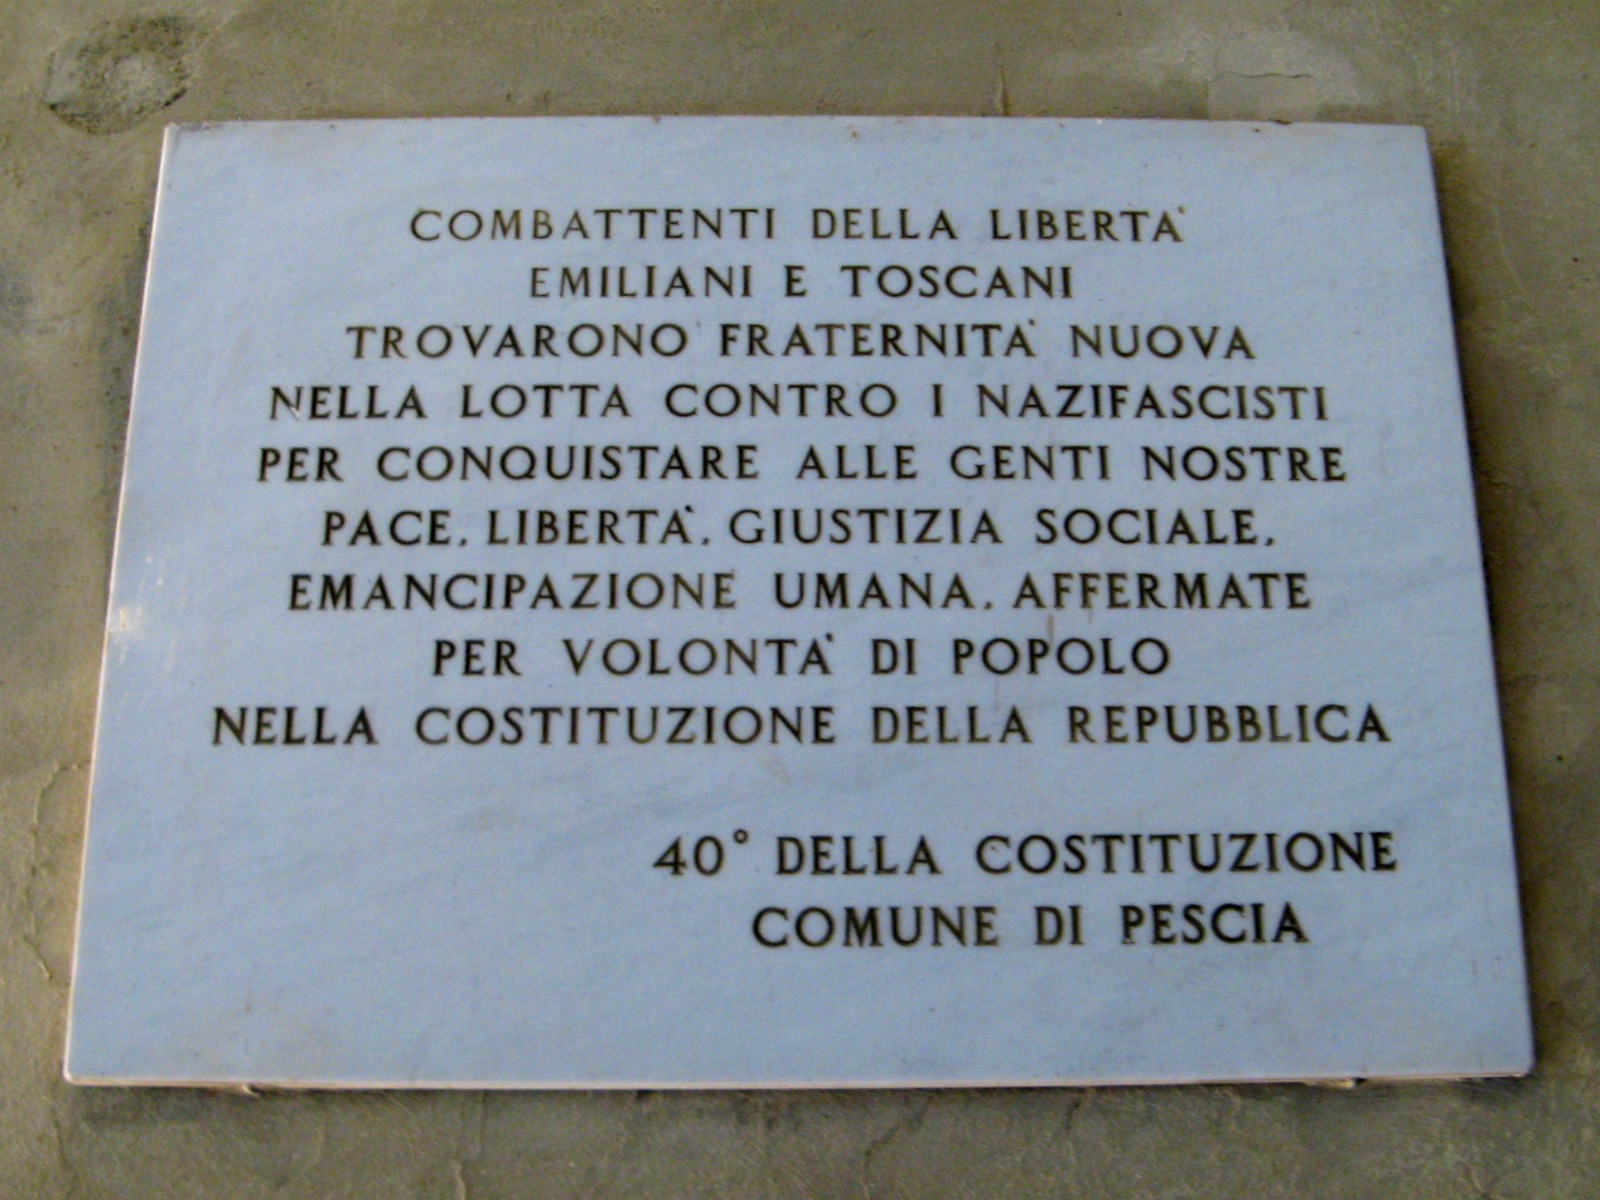 COMBATTENTI DELLA LIBERTA'
EMILIANI E TOSCANI
TROVARONO FRATERNITA' NUOVA
NELLA LOTTA CONTRO I NAZIFASCISTI
PER CONQUISTARE ALLE GENTI NOSTRE
PACE, LIBERTA', GIUSTIZIA SOCIALE,
EMANCIPAZIONE UMANA, AFFERMATE
PER VOLONTA' DI POPOLO
NELLA COSTITUZIONE DELLA REPUBBLICA
40° DELLA COSTITUZIONE
COMUNE DI PESCIA